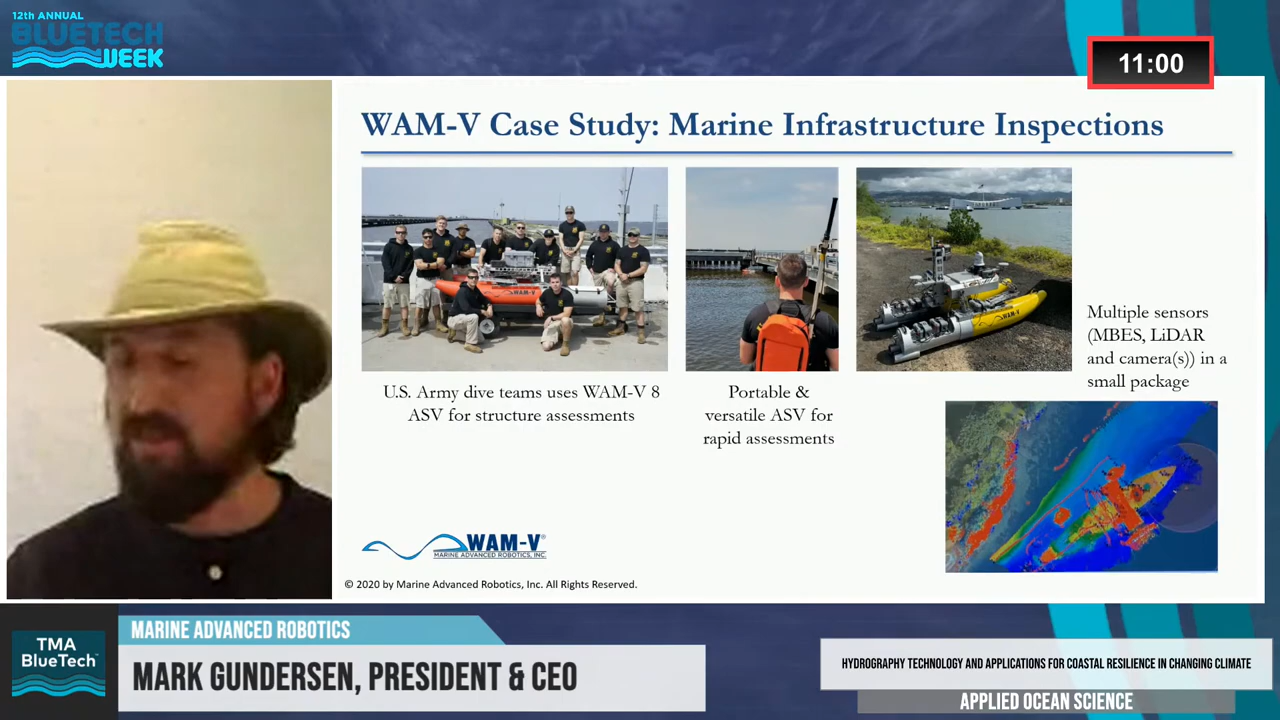 12th ANNUAL
BLUETECH
WEEK
11:00
WAM-V Case Study: Marine Infrastructure Inspections
WAM-V
WAM-V
U.S. Army dive teams uses WAM-V 8
ASV for structure assessments
Portable &
versatile ASV for
rapid assessments
Multiple sensors
(MBES, LiDAR
and camera(s)) in a
small package
WAM-V®
MARINE ADVANCED ROBOTICS, INC.
© 2020 by Marine Advanced Robotics, Inc. All Rights Reserved.
TMA
BlueTech™
MARINE ADVANCED ROBOTICS
MARK GUNDERSEN, PRESIDENT & CEO
HYDROGRAPHY TECHNOLOGY AND APPLICATIONS FOR COASTAL RESILIENCE IN CHANGING CLIMATE
APPLIED OCEAN SCIENCE